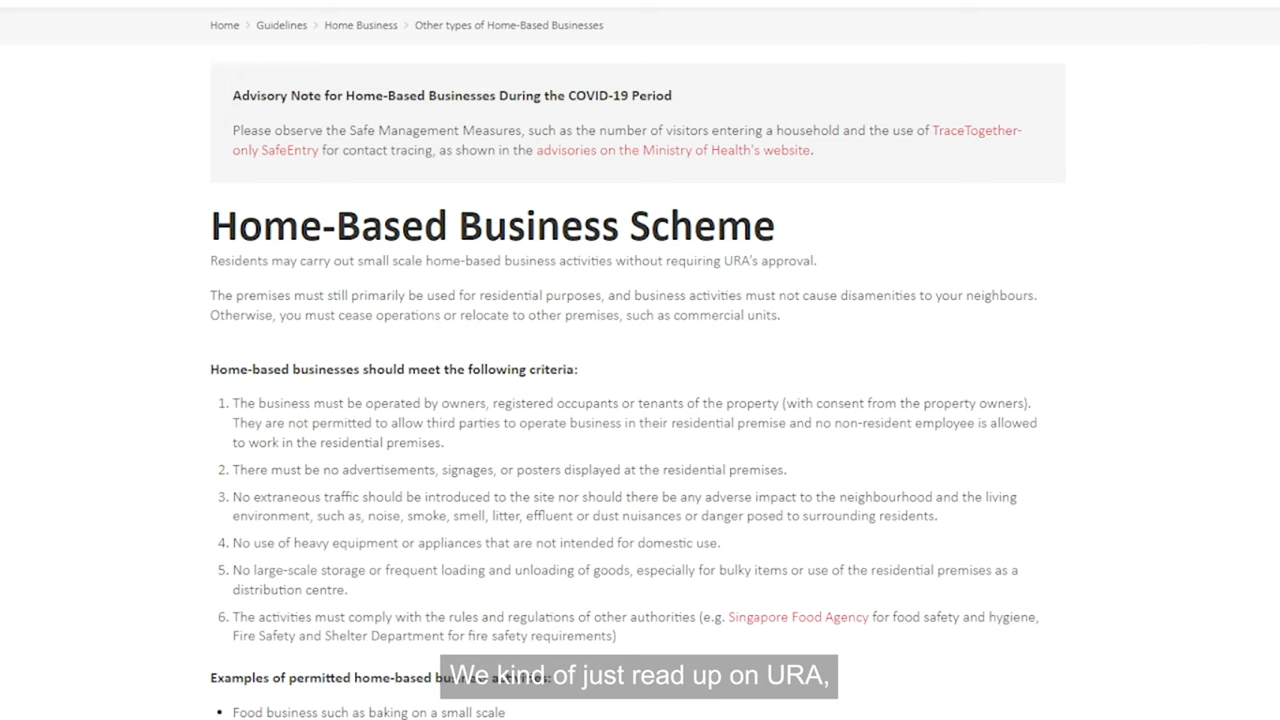 Home > Guidelines > Home Business > Other types of Home-Based Businesses
Advisory Note for Home-Based Businesses During the COVID-19 Period
Please observe the Safe Management Measures, such as the number of visitors entering a household and the use of TraceTogether-
only SafeEntry for contact tracing, as shown in the advisories on the Ministry of Health's website.
Home-Based Business Scheme
Residents may carry out small scale home-based business activities without requiring URA's approval.
The premises must still primarily be used for residential purposes, and business activities must not cause disamenities to your neighbours.
Otherwise, you must cease operations or relocate to other premises, such as commercial units.
Home-based businesses should meet the following criteria:
1. The business must be operated by owners, registered occupants or tenants of the property (with consent from the property owners).
They are not permitted to allow third parties to operate business in their residential premise and no non-resident employee is allowed
to work in the residential premises.
2. There must be no advertisements, signages, or posters displayed at the residential premises.
3. No extraneous traffic should be introduced to the site nor should there be any adverse impact to the neighbourhood and the living
environment, such as, noise, smoke, smell, litter, effluent or dust nuisances or danger posed to surrounding residents.
4. No use of heavy equipment or appliances that are not intended for domestic use.
5. No large-scale storage or frequent loading and unloading of goods, especially for bulky items or use of the residential premises as a
distribution centre.
6. The activities must comply with the rules and regulations of other authorities (e.g. Singapore Food Agency for food safety and hygiene,
Fire Safety and Shelter Department for fire safety requirements)
Examples of permitted home-based
We kind of just read up on URA,
• Food business such as baking on a small scale